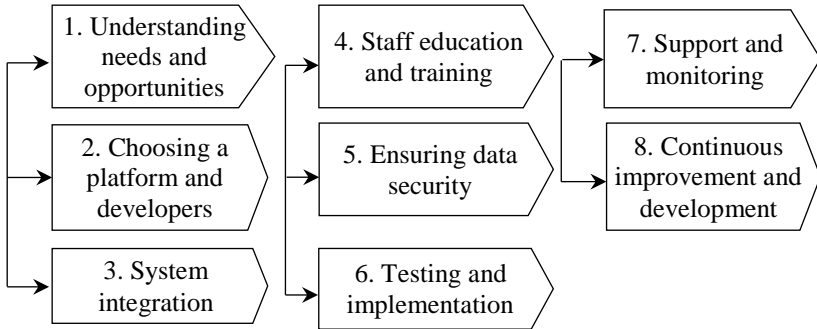 1. Understanding
needs and
opportunities
2. Choosing a
platform and
developers
3. System
integration
4. Staff education
and training
5. Ensuring data
security
6. Testing and
implementation
7. Support and
monitoring
8. Continuous
improvement and
development